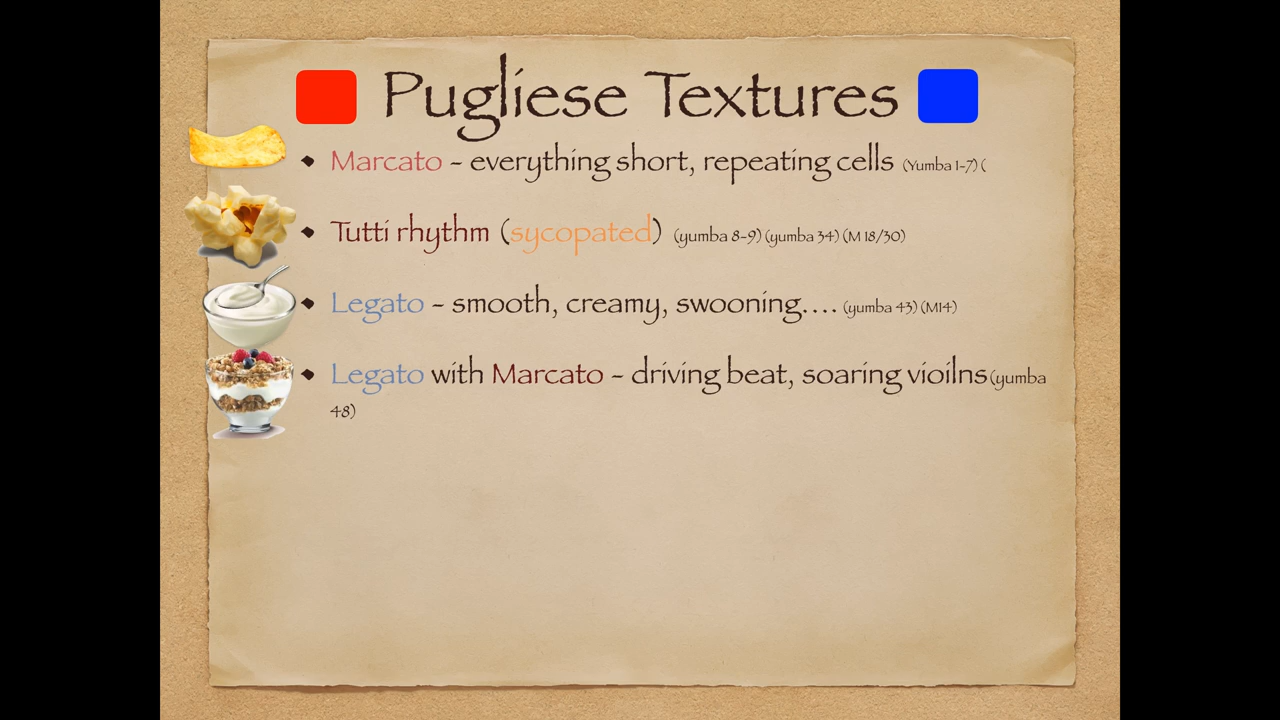 Pugliese Textures
Marcato - everything short, repeating cells (Yumba 1-7) (
Tutti rhythm (sycopated) (yumba 8-9) (yumba 34) (M 18/30)
Legato - smooth, creamy, swooning.... (yumba 43) (M14)
Legato with Marcato - driving beat, soaring vioilns (yumba
48)